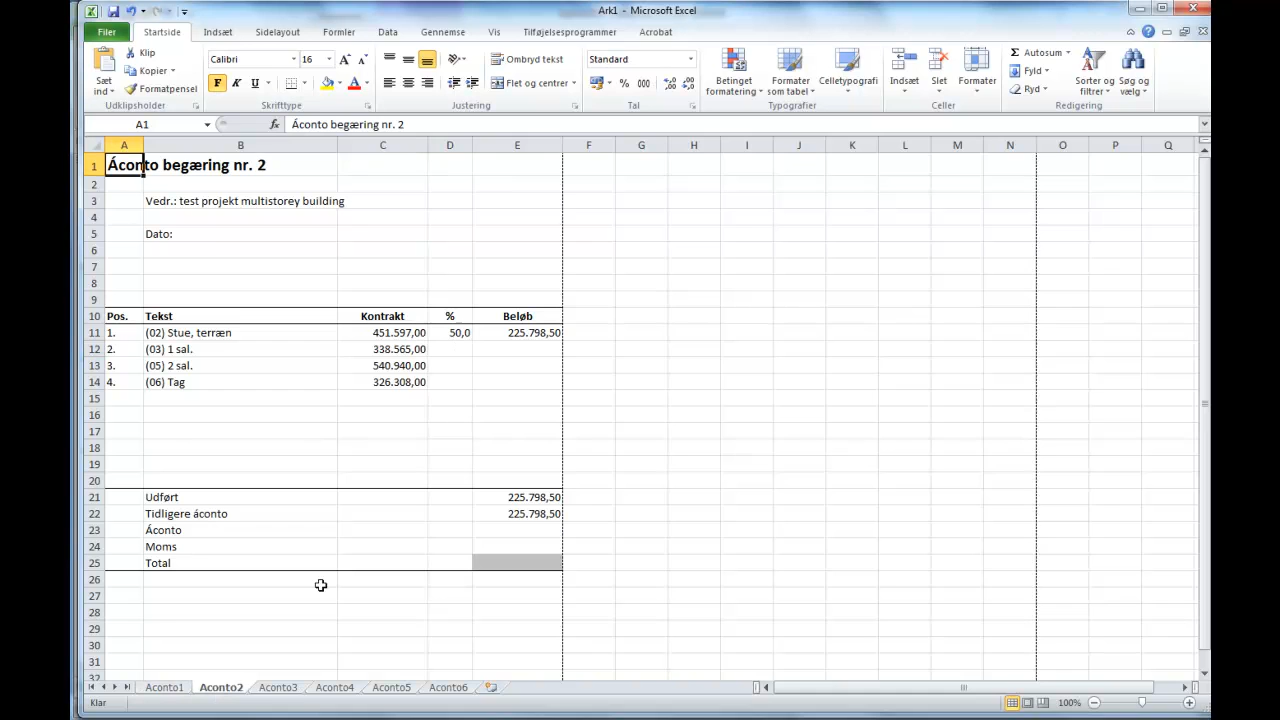 Ark1 - Microsoft Excel
Filer Startside Indsæt Sidelayout Formler Data Gennemse Vis Tilføjelsesprogrammer Acrobat
Sæt ind
Klip
Kopier
Formatpensel
Udklipsholder
Calibri 16
F K U
Skrifttype
Ombryd tekst
Flet og centrer
Justering
Standard
% 000
Tal
Betinget formatering
Formater som tabel
Celletypografi
Typografier
Indsæt Slet Formater
Celler
Autosum
Fyld
Ryd
Sorter og filtrer
Søg og vælg
Redigering
A1 fx Áconto begæring nr. 2
A B C D E F G H I J K L M N O P Q
1 Áconto begæring nr. 2
2
3 Vedr.: test projekt multistorey building
4
5 Dato:
6
7
8
9
10 Pos. Tekst Kontrakt % Beløb
11 1. (02) Stue, terræn 451.597,00 50,0 225.798,50
12 2. (03) 1 sal. 338.565,00
13 3. (05) 2 sal. 540.940,00
14 4. (06) Tag 326.308,00
15
16
17
18
19
20
21 Udført 225.798,50
22 Tidligere áconto 225.798,50
23 Áconto
24 Moms
25 Total
26
27
28
29
30
31
32
Aconto1 Aconto2 Aconto3 Aconto4 Aconto5 Aconto6
Klar 100%